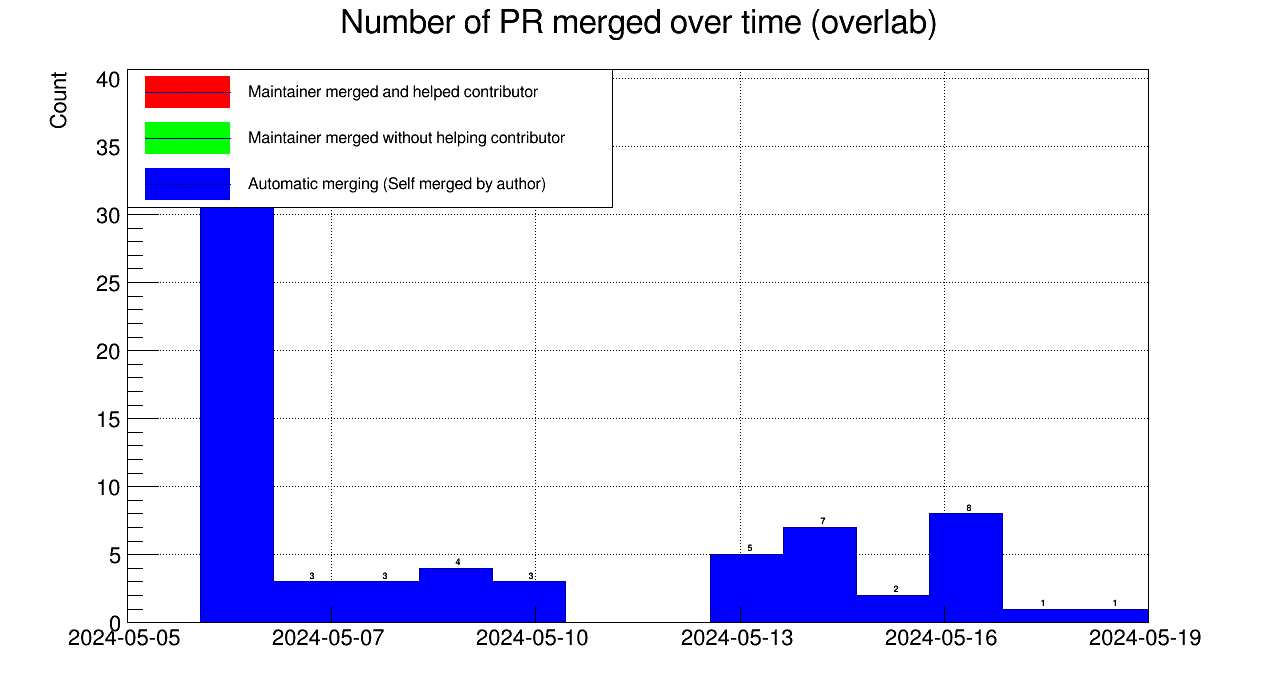 Number of PR merged over time (overlab)
Count
Maintainer merged and helped contributor
Maintainer merged without helping contributor
Automatic merging (Self merged by author)
40
35
30
25
20
15
10
5
0
3 3 4 3 5 7 2 8 1 1
2024-05-05 2024-05-07 2024-05-10 2024-05-13 2024-05-16 2024-05-19